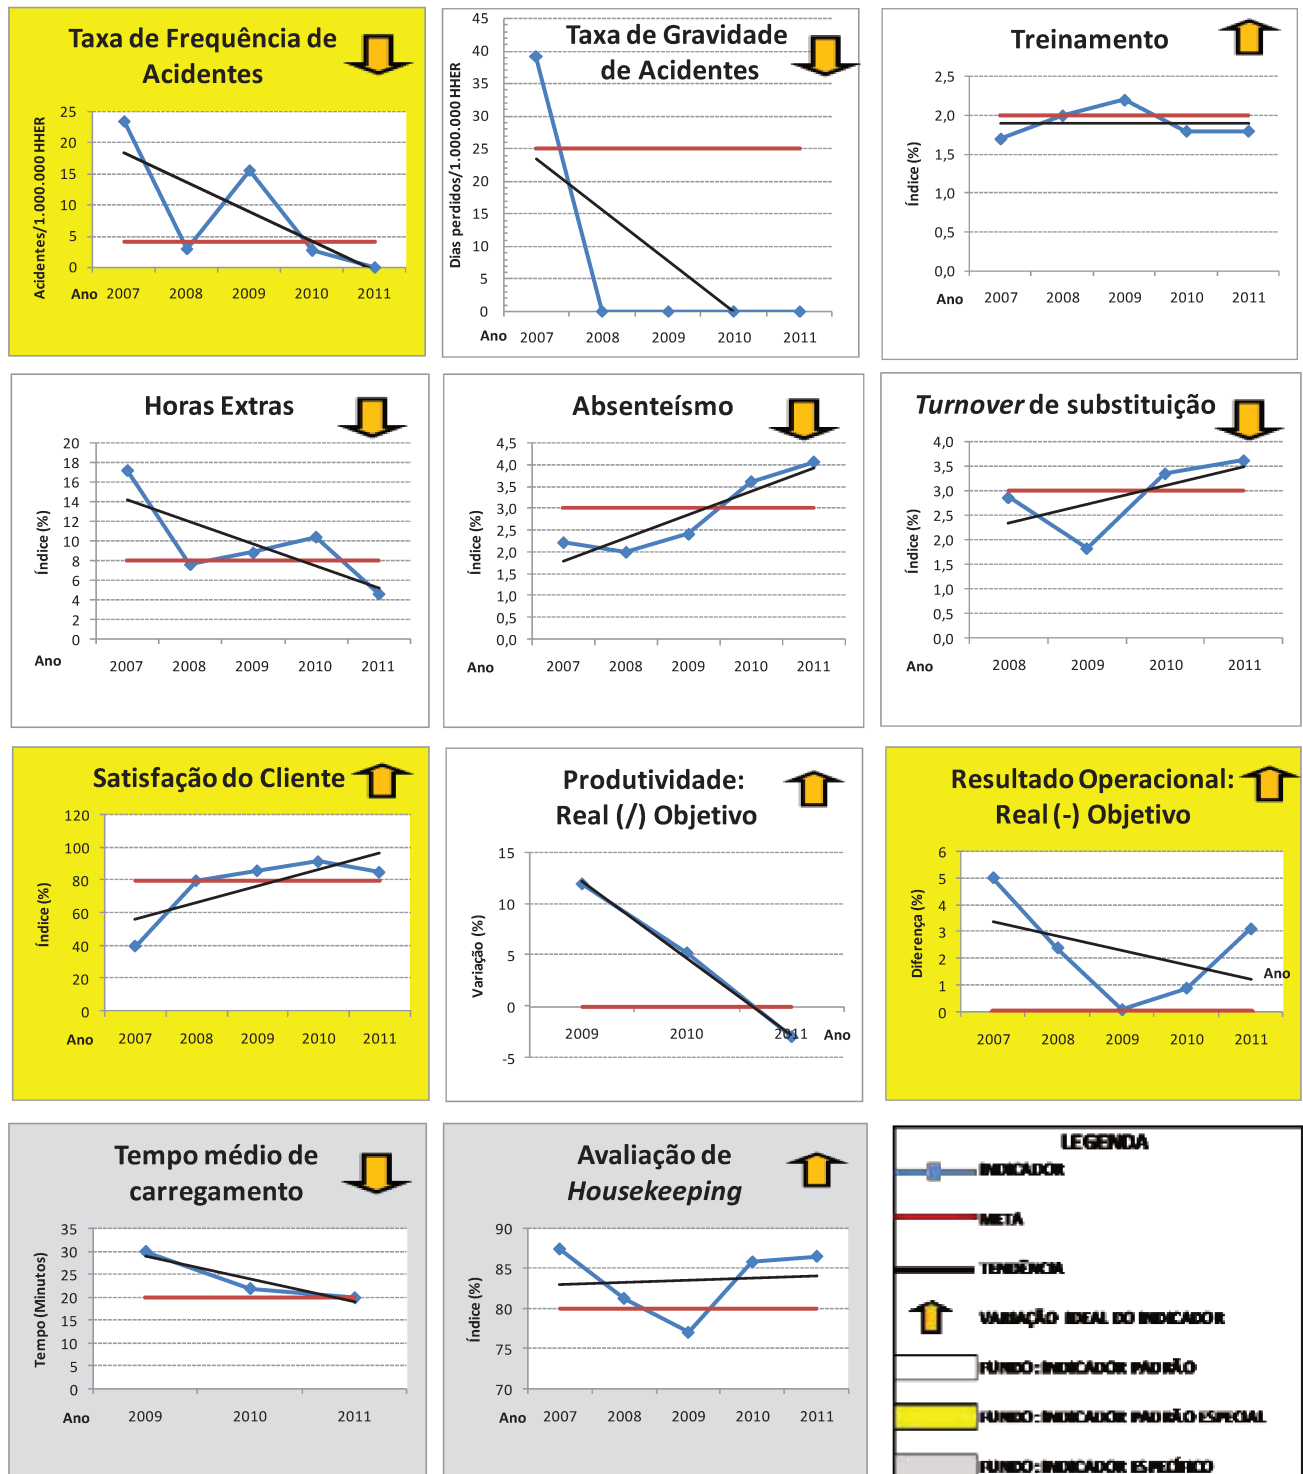 Taxa de Frequência de
Acidentes
Acidentes/1.000.000 HHER
25
20
15
10
5
0
Ano 2007 2008 2009 2010 2011
Taxa de Gravidade
de Acidentes
Dias perdidos/1.000.000 HHER
45
40
35
30
25
20
15
10
5
0
Ano 2007 2008 2009 2010 2011
Treinamento
Índice (%)
2,5
2,0
1,5
1,0
0,5
0,0
Ano 2007 2008 2009 2010 2011
Horas Extras
Índice (%)
20
18
16
14
12
10
8
6
4
2
0
Ano 2007 2008 2009 2010 2011
Absenteísmo
Índice (%)
4,5
4,0
3,5
3,0
2,5
2,0
1,5
1,0
0,5
0,0
Ano 2007 2008 2009 2010 2011
Turnover de substituição
Índice (%)
4,0
3,5
3,0
2,5
2,0
1,5
1,0
0,5
0,0
Ano 2008 2009 2010 2011
Satisfação do Cliente
Índice (%)
120
100
80
60
40
20
0
Ano 2007 2008 2009 2010 2011
Produtividade:
Real (/) Objetivo
Variação (%)
15
10
5
0
-5
2009 2010 2011 Ano
Resultado Operacional:
Real (-) Objetivo
Diferença (%)
6
5
4
3
2
1
0
Ano
2007 2008 2009 2010 2011
Tempo médio de
carregamento
Tempo (Minutos)
35
30
25
20
15
10
5
0
Ano 2009 2010 2011
Avaliação de
Housekeeping
Índice (%)
90
85
80
75
70
Ano 2007 2008 2009 2010 2011
LEGENDA
INDICADOR
META
TENDÊNCIA
VARIAÇÃO IDEAL DO INDICADOR
FUNDO: INDICADOR PADRÃO
FUNDO: INDICADOR PADRÃO ESPECIAL
FUNDO: INDICADOR ESPECÍFICO